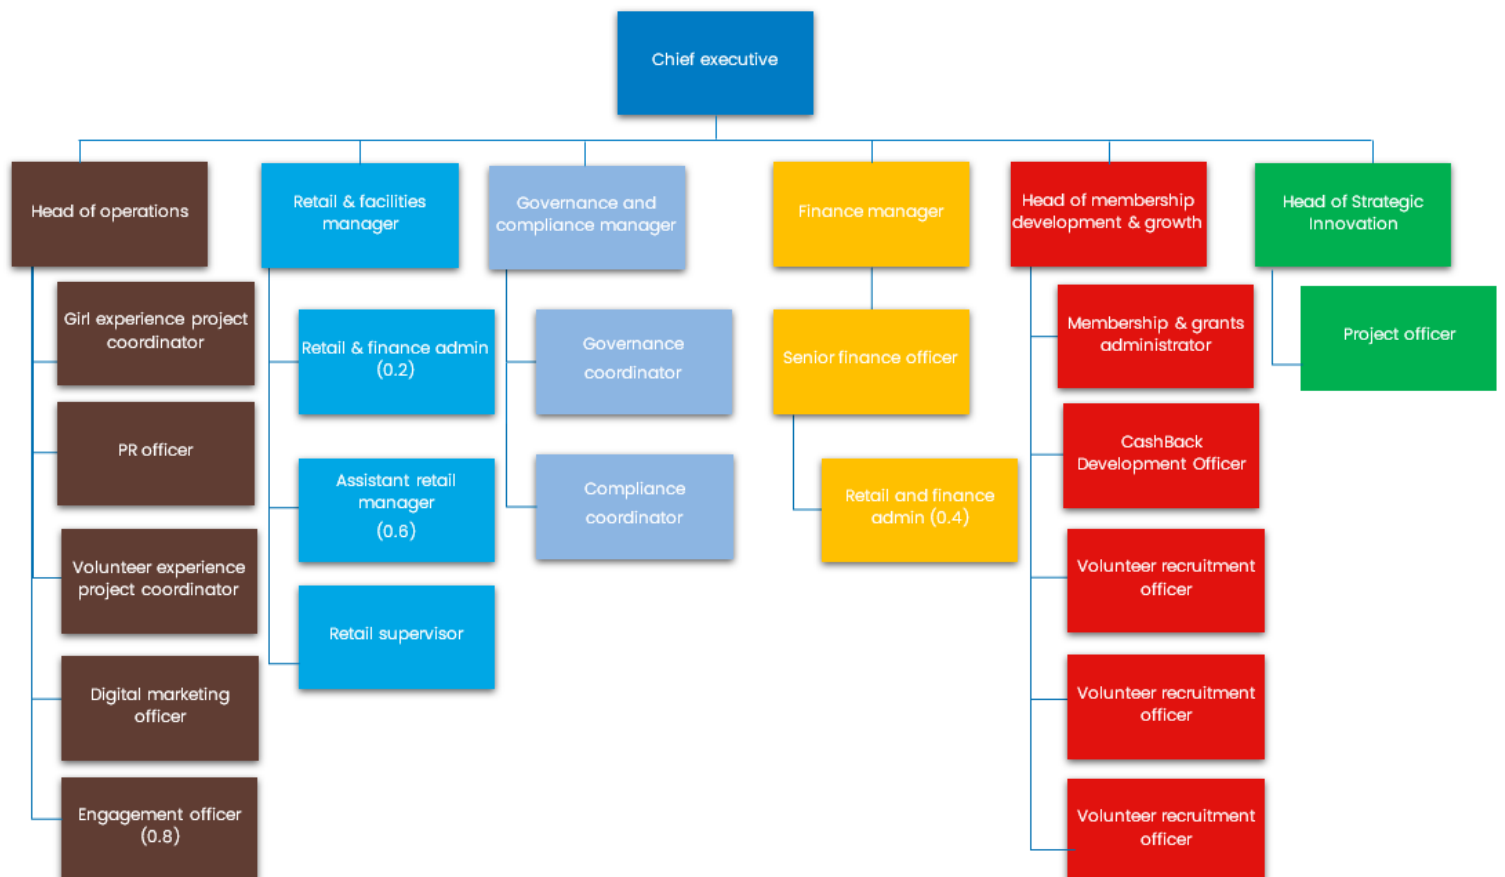 Chief executive
Head of operations
Retail & facilities
manager
Governance and
compliance manager
Finance manager
Head of membership
development & growth
Head of Strategic
Innovation
Girl experience project
coordinator
PR officer
Volunteer experience
project coordinator
Digital marketing
officer
Engagement officer
(0.8)
Retail & finance admin
(0.2)
Assistant retail
manager
(0.6)
Retail supervisor
Governance
coordinator
Compliance
coordinator
Senior finance officer
Retail and finance
admin (0.4)
Membership & grants
administrator
CashBack
Development Officer
Volunteer recruitment
officer
Volunteer recruitment
officer
Volunteer recruitment
officer
Project officer